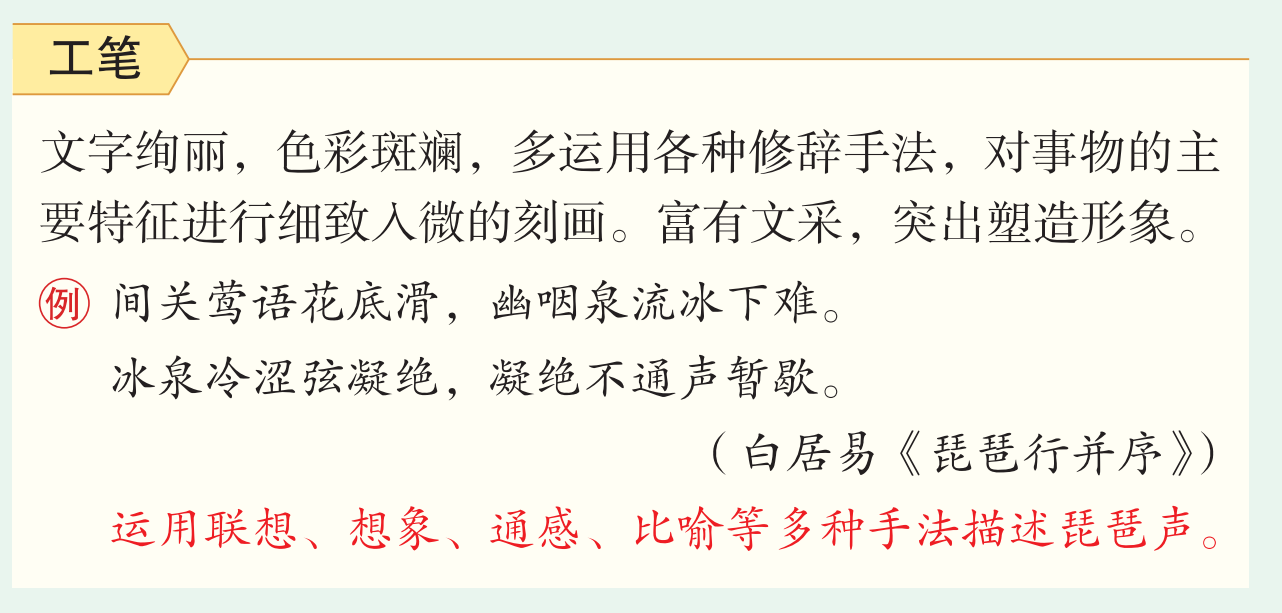 工笔
文字绚丽，色彩斑斓，多运用各种修辞手法，对事物的主
要特征进行细致入微的刻画。富有文采，突出塑造形象。
例 间关莺语花底滑，幽咽泉流冰下难。
冰泉冷涩弦凝绝，凝绝不通声暂歇。
（白居易《琵琶行并序》）
运用联想、想象、通感、比喻等多种手法描述琵琶声。